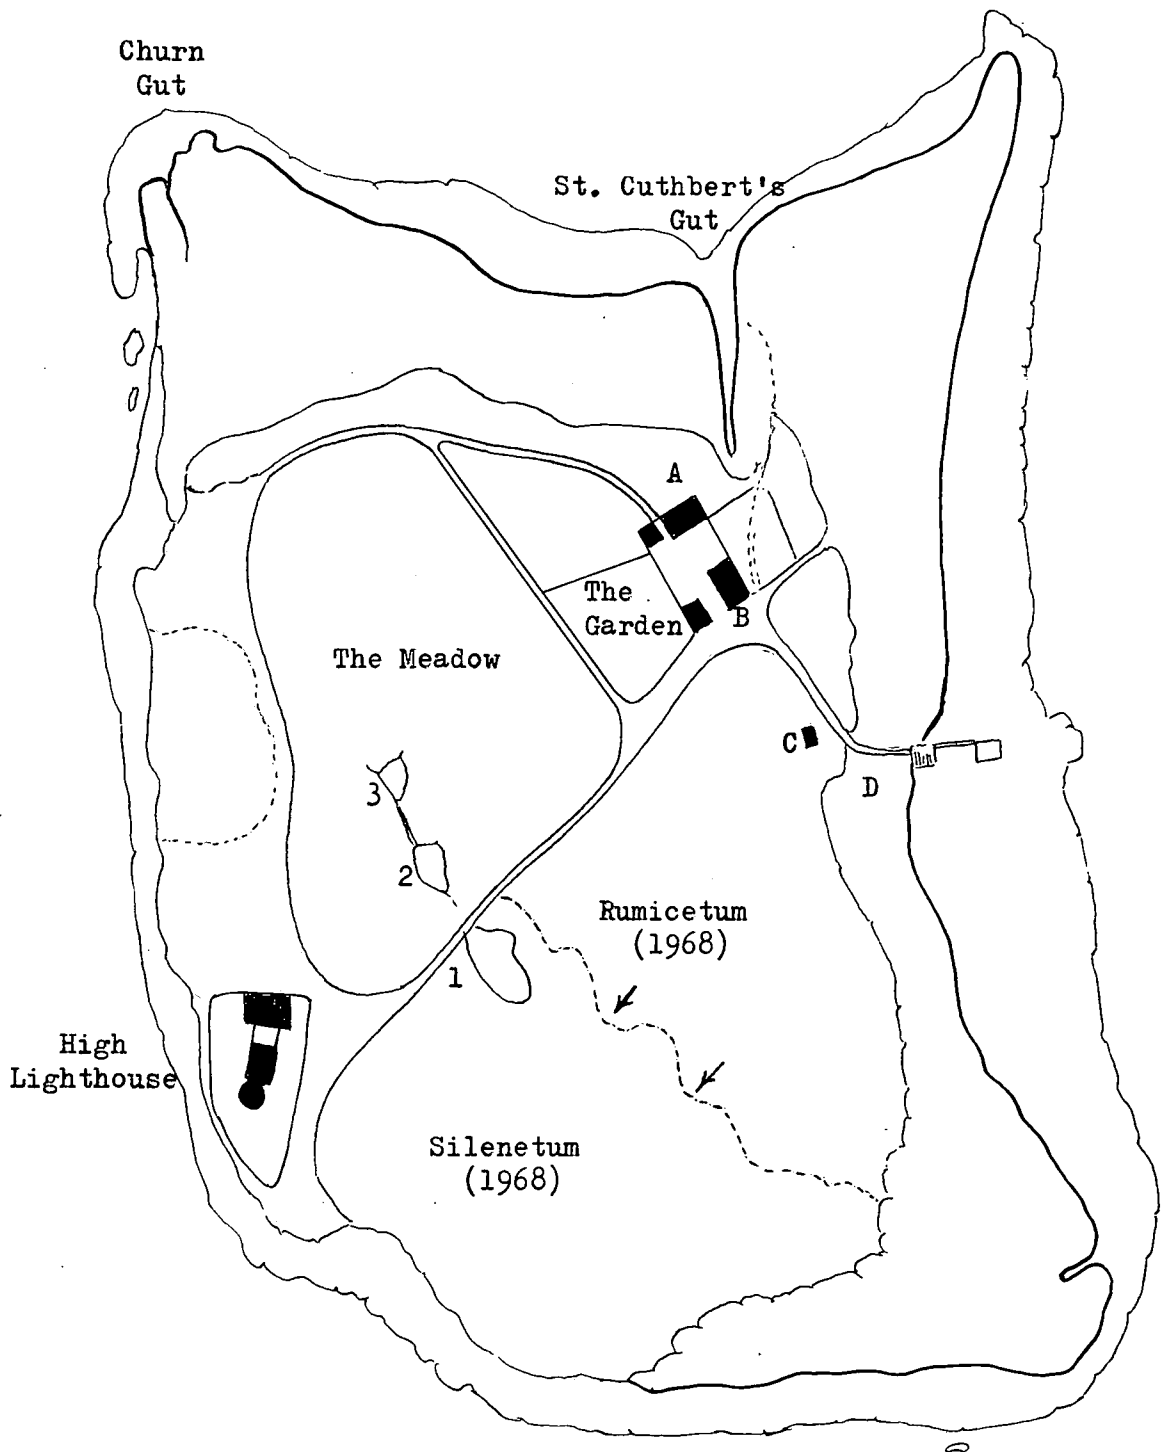 Churn
Gut
St. Cuthbert's
Gut
A
The
Garden
B
The Meadow
C
D
3
2
Rumicetum
(1968)
1
High
Lighthouse
Silenetum
(1968)